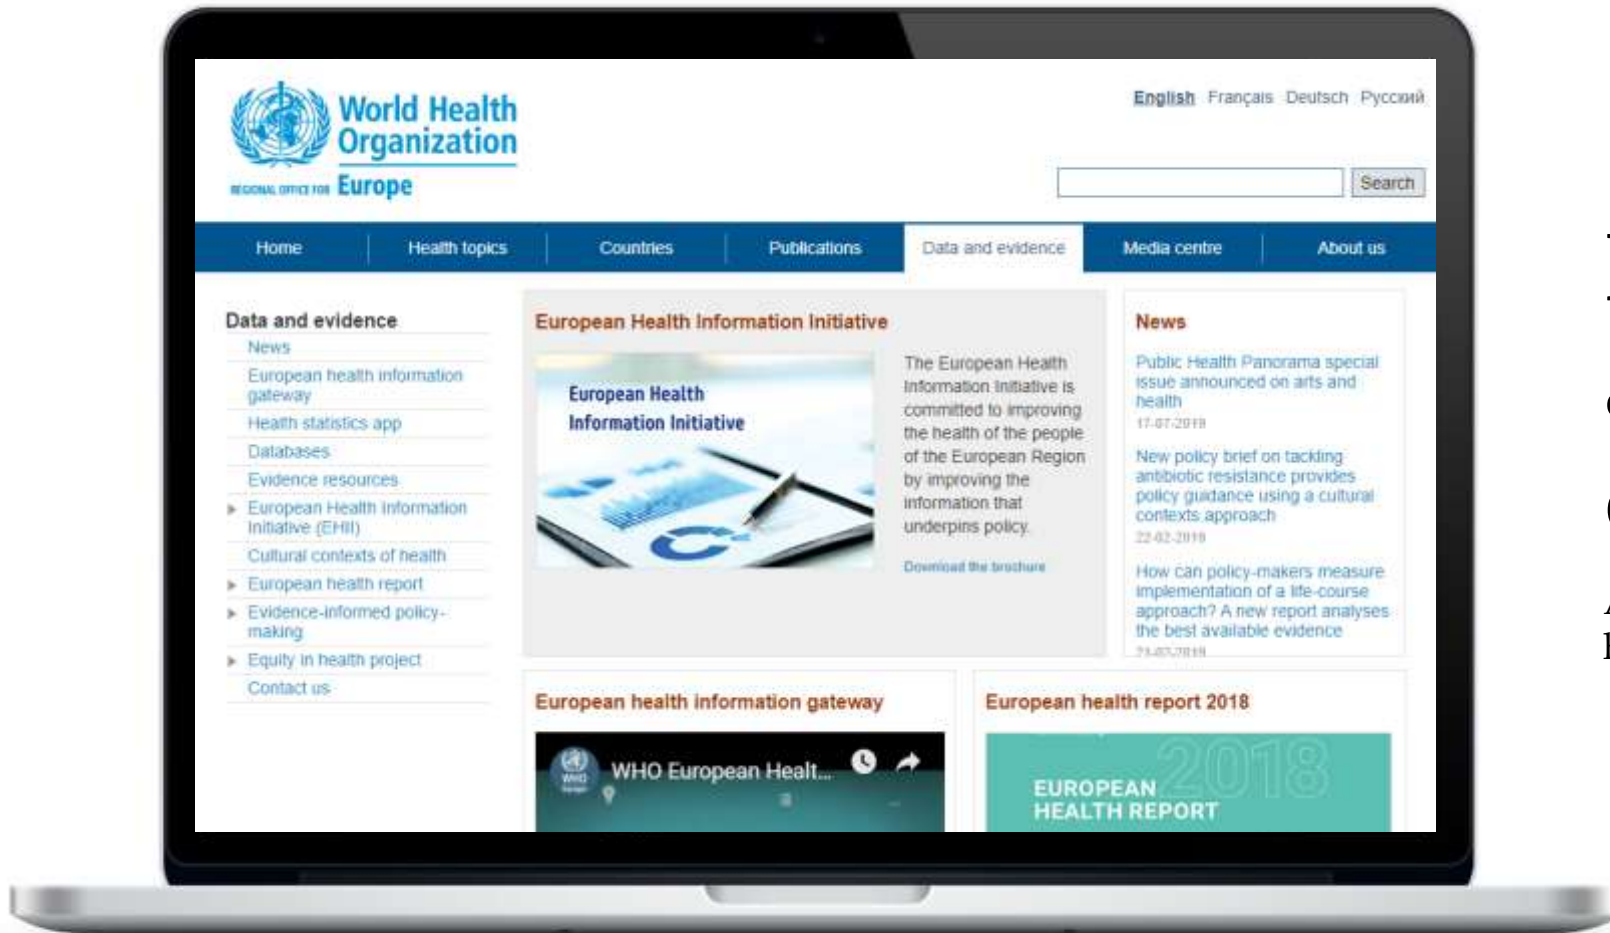 World Health
Organization
REGIONAL OFFICE FOR Europe
English Français Deutsch Русский
Search
Home Health topics Countries Publications Data and evidence Media centre About us
Data and evidence
News
European health information
gateway
Health statistics app
Databases
Evidence resources
European Health Information
Initiative (EHII)
Cultural contexts of health
European health report
Evidence-informed policy-
making
Equity in health project
Contact us
European Health Information Initiative
European Health
Information Initiative
The European Health
Information Initiative is
committed to improving
the health of the people
of the European Region
by improving the
information that
underpins policy.
Download the brochure
News
Public Health Panorama special
issue announced on arts and
health
17-07-2019
New policy brief on tackling
antibiotic resistance provides
policy guidance using a cultural
contexts approach
22-02-2019
How can policy-makers measure
implementation of a life-course
approach? A new report analyses
the best available evidence
European health information gateway
WHO European Healt...
European health report 2018
2018
EUROPEAN
HEALTH REPORT